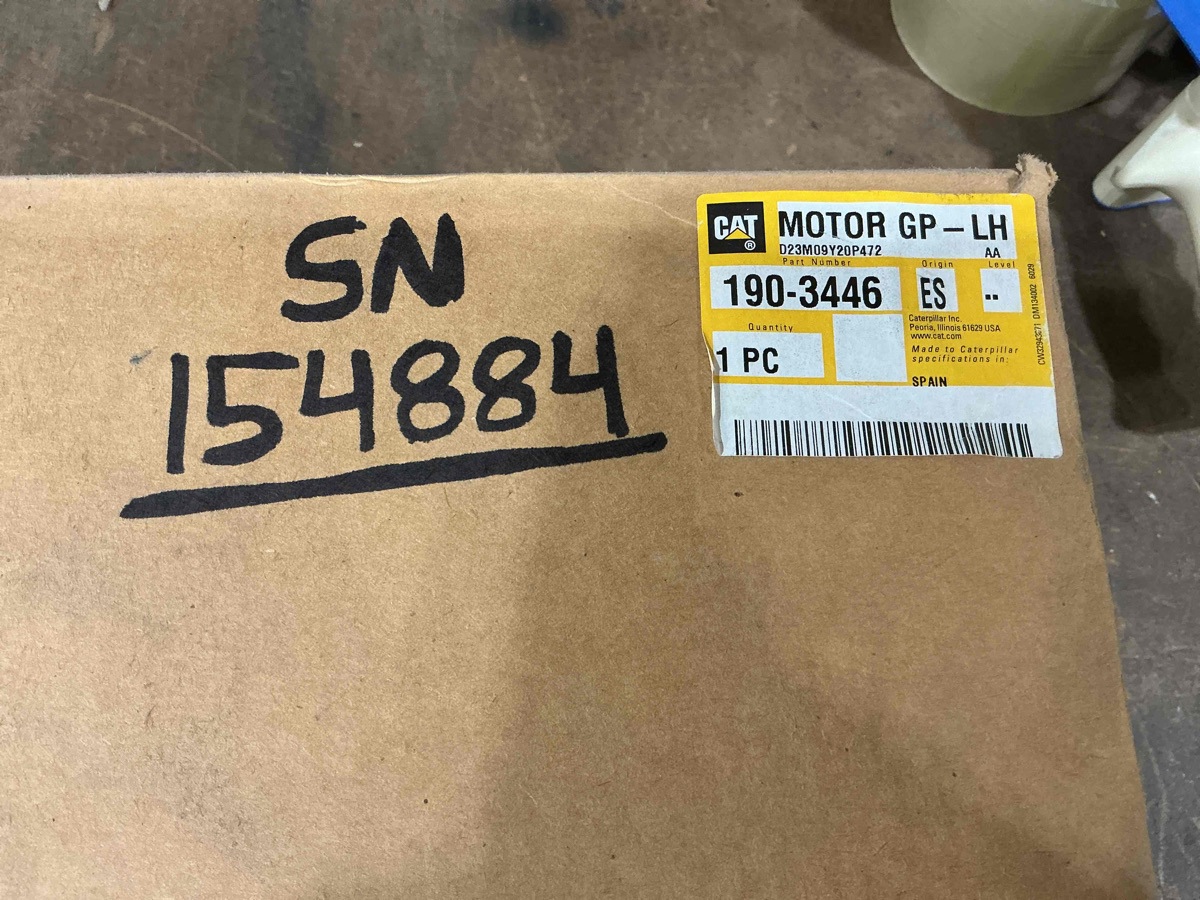 SN
154884
CAT
®
MOTOR GP-LH
D23M09Y20P472 AA
Part Number Origin Level
190-3446 ES --
Caterpillar Inc.
Peoria, Illinois 61629 USA
www.cat.com
Quantity
1 PC
Made to Caterpillar
specifications in:
SPAIN